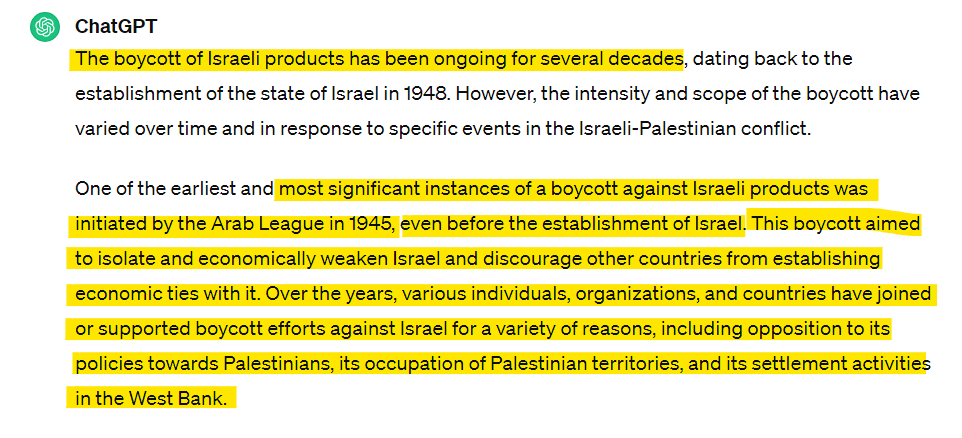 ChatGPT
The boycott of Israeli products has been ongoing for several decades, dating back to the
establishment of the state of Israel in 1948. However, the intensity and scope of the boycott have
varied over time and in response to specific events in the Israeli-Palestinian conflict.
One of the earliest and most significant instances of a boycott against Israeli products was
initiated by the Arab League in 1945, even before the establishment of Israel. This boycott aimed
to isolate and economically weaken Israel and discourage other countries from establishing
economic ties with it. Over the years, various individuals, organizations, and countries have joined
or supported boycott efforts against Israel for a variety of reasons, including opposition to its
policies towards Palestinians, its occupation of Palestinian territories, and its settlement activities
in the West Bank.